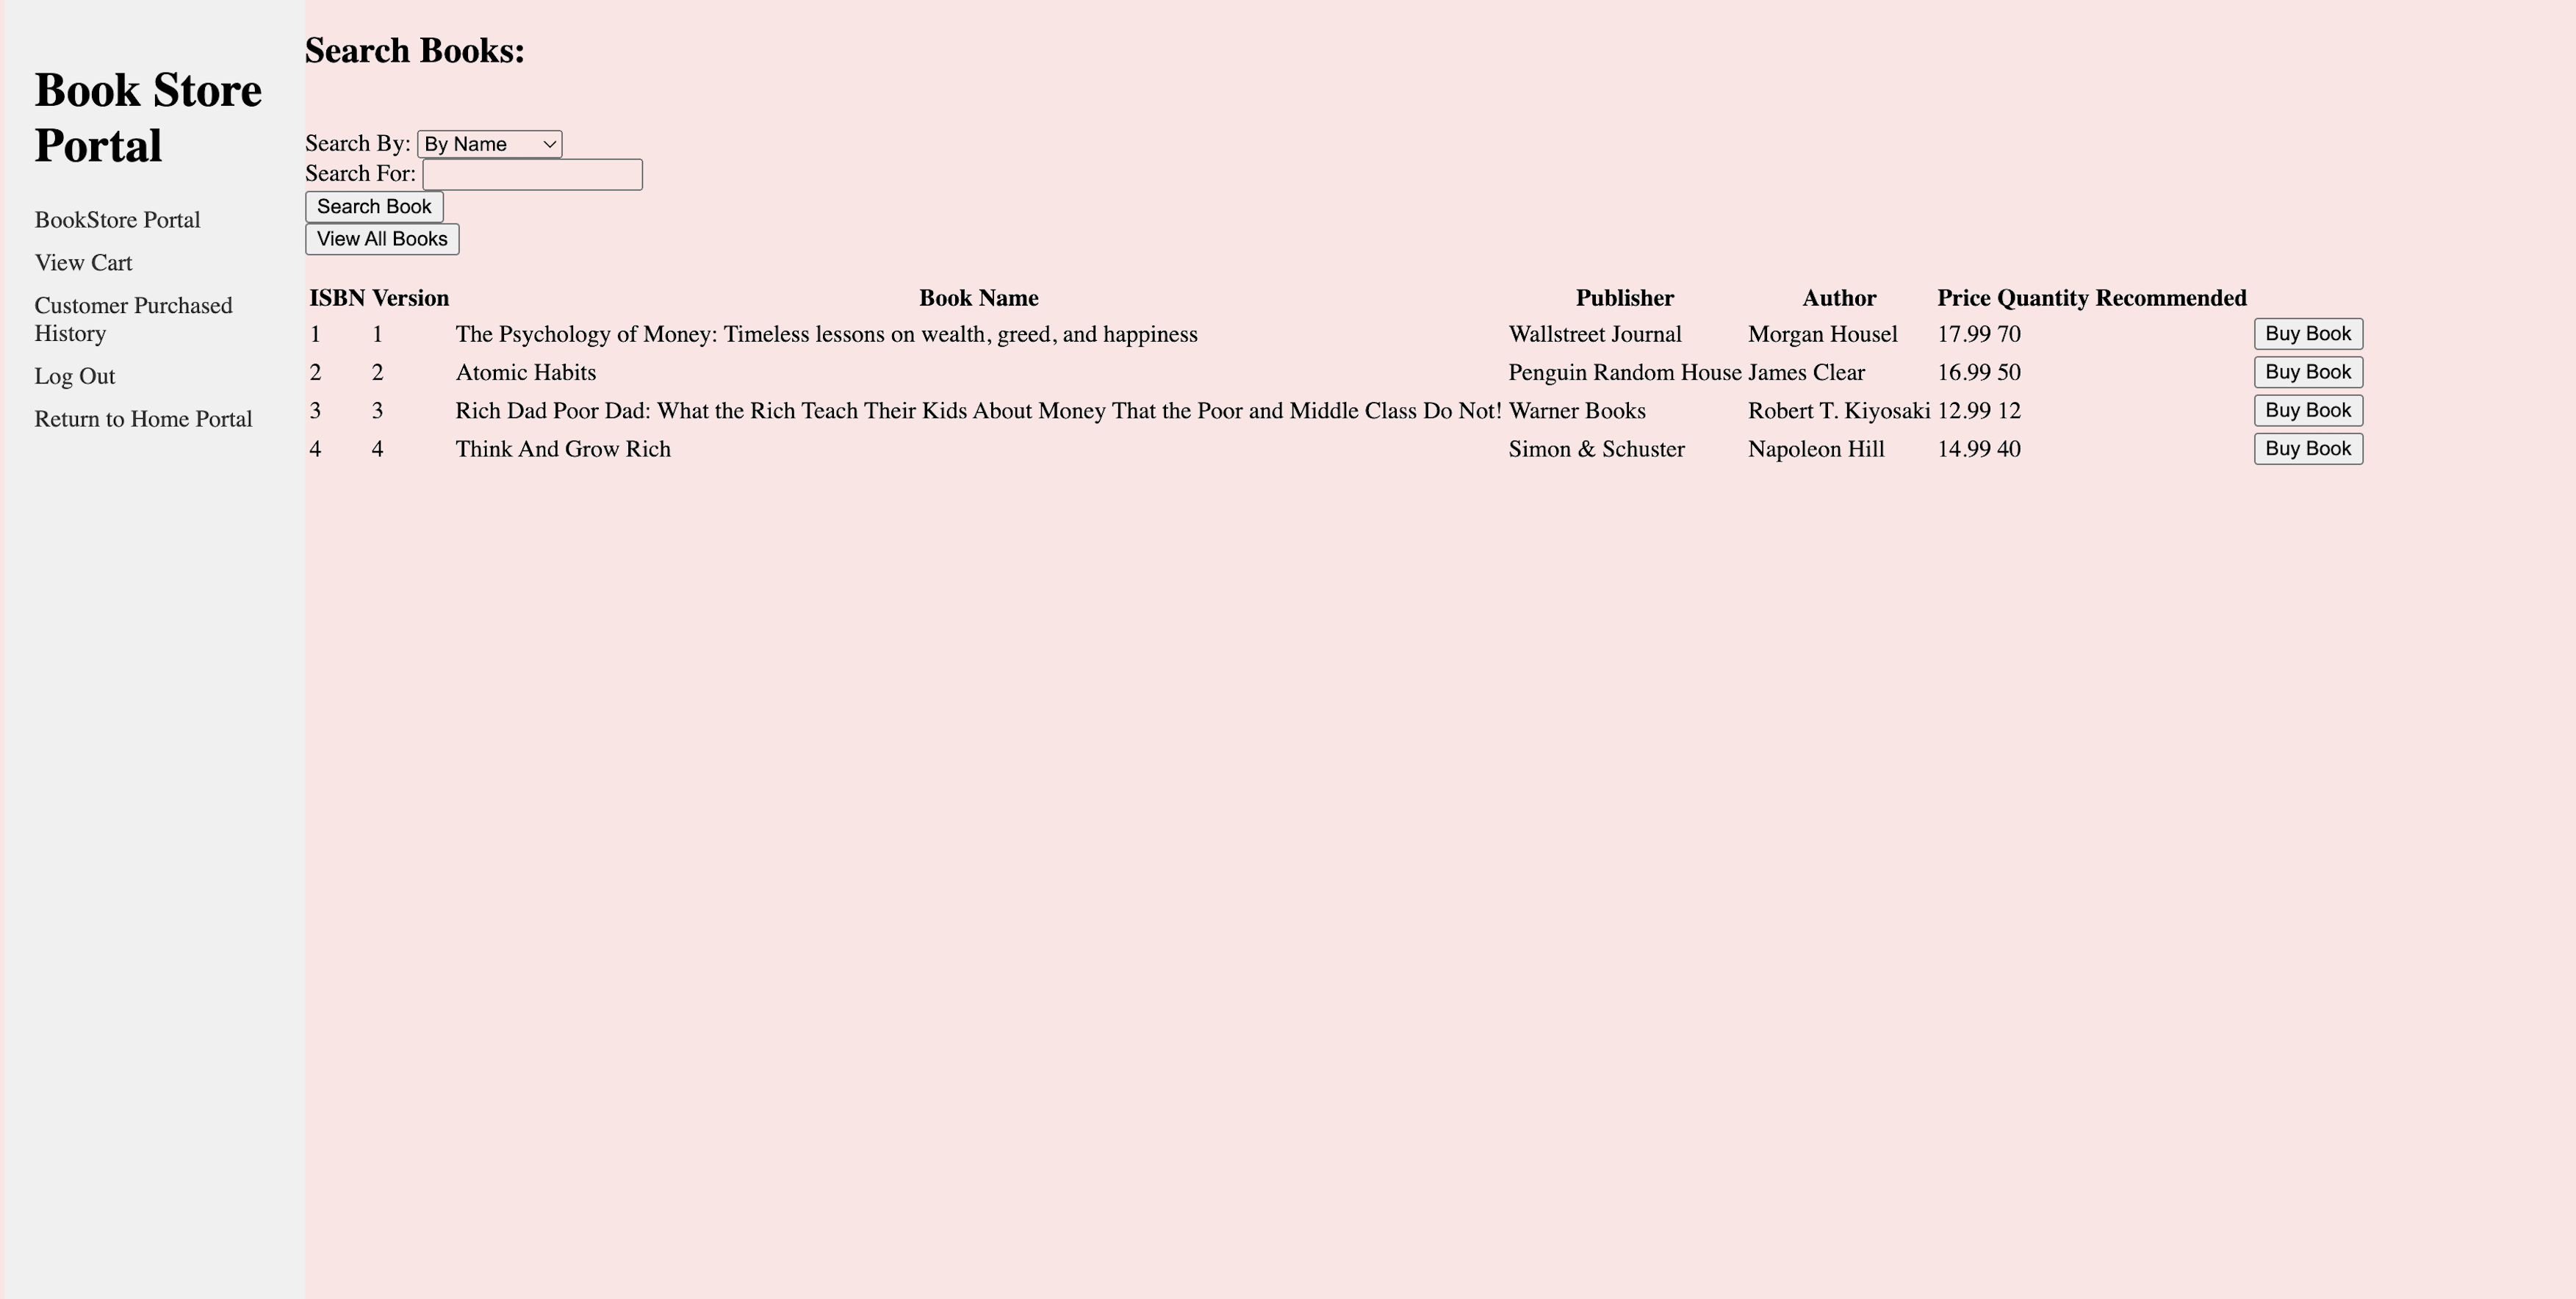 Book Store
Portal
BookStore Portal
View Cart
Customer Purchased
History
Log Out
Return to Home Portal
Search Books:
Search By: By Name
Search For:
Search Book
View All Books
ISBN Version Book Name Publisher Author Price Quantity Recommended
1 1 The Psychology of Money: Timeless lessons on wealth, greed, and happiness Wallstreet Journal Morgan Housel 17.99 70 Buy Book
2 2 Atomic Habits Penguin Random House James Clear 16.99 50 Buy Book
3 3 Rich Dad Poor Dad: What the Rich Teach Their Kids About Money That the Poor and Middle Class Do Not! Warner Books Robert T. Kiyosaki 12.99 12 Buy Book
4 4 Think And Grow Rich Simon & Schuster Napoleon Hill 14.99 40 Buy Book